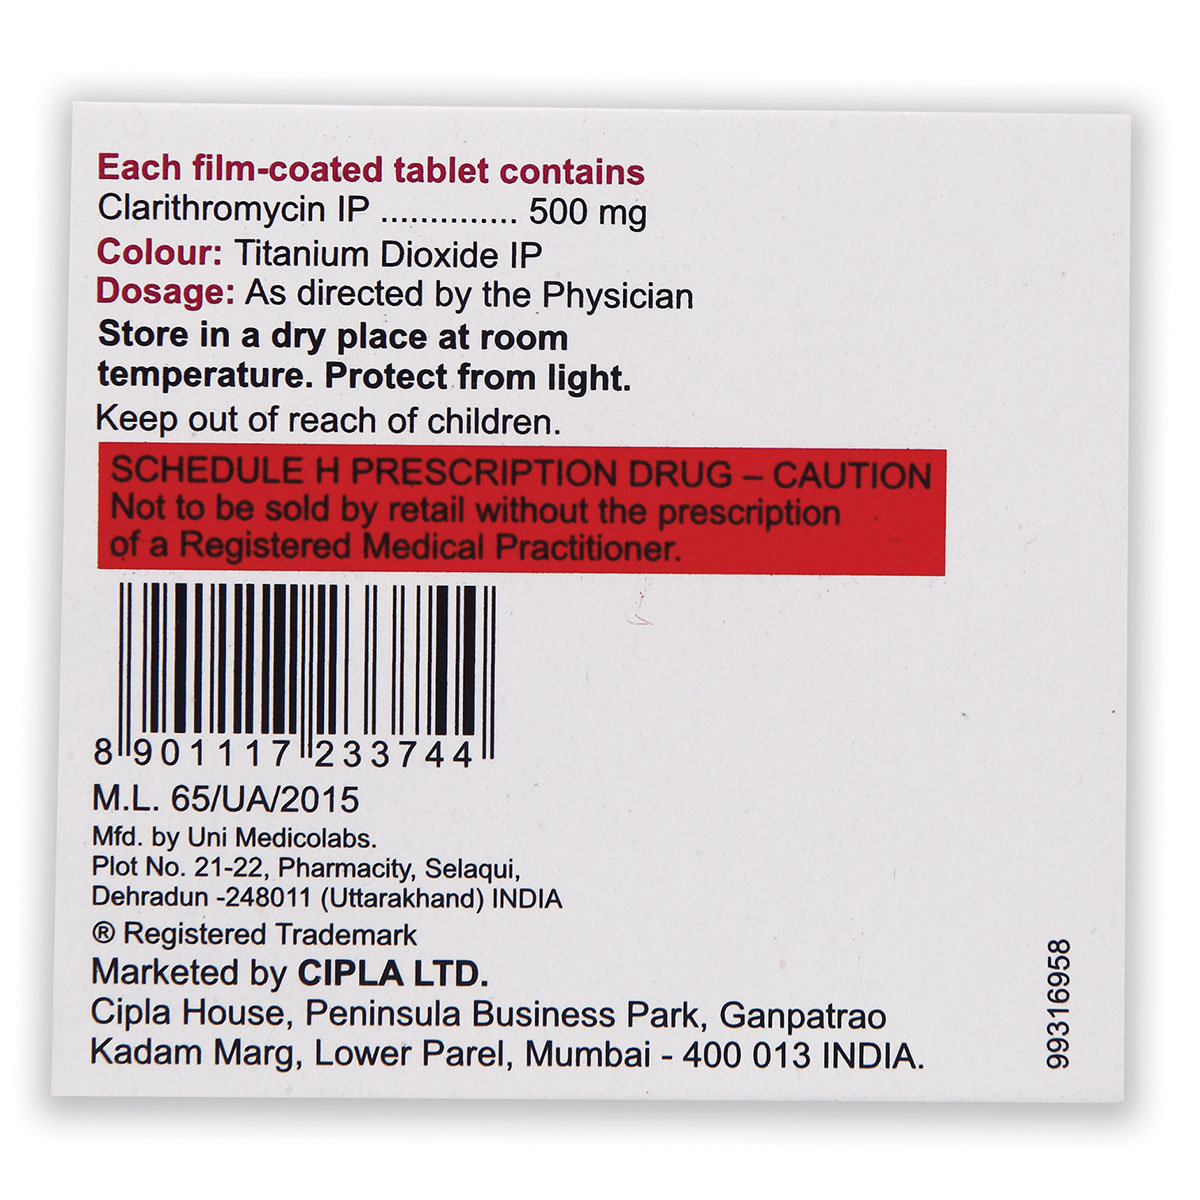 Each film-coated tablet contains
Clarithromycin IP .............. 500 mg
Colour: Titanium Dioxide IP
Dosage: As directed by the Physician
Store in a dry place at room
temperature. Protect from light.
Keep out of reach of children.
SCHEDULE H PRESCRIPTION DRUG – CAUTION
Not to be sold by retail without the prescription
of a Registered Medical Practitioner.
8 901117 233744
M.L. 65/UA/2015
Mfd. by Uni Medicolabs.
Plot No. 21-22, Pharmacity, Selaqui,
Dehradun -248011 (Uttarakhand) INDIA
® Registered Trademark
Marketed by CIPLA LTD.
Cipla House, Peninsula Business Park, Ganpatrao
Kadam Marg, Lower Parel, Mumbai - 400 013 INDIA.
99316958